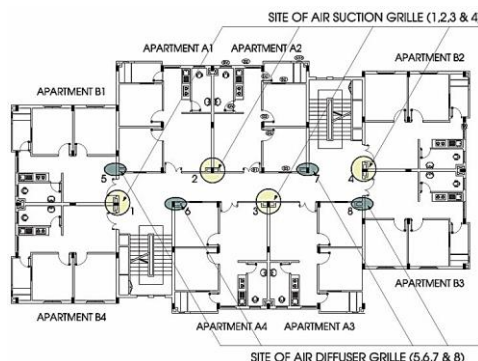 SITE OF AIR SUCTION GRILLE (1,2,3 & 4)
APARTMENT A1
APARTMENT A2
APARTMENT B2
APARTMENT B1
5
2
7
4
1
6
3
8
APARTMENT B4
APARTMENT A4
APARTMENT A3
APARTMENT B3
SITE OF AIR DIFFUSER GRILLE (5,6,7 & 8)